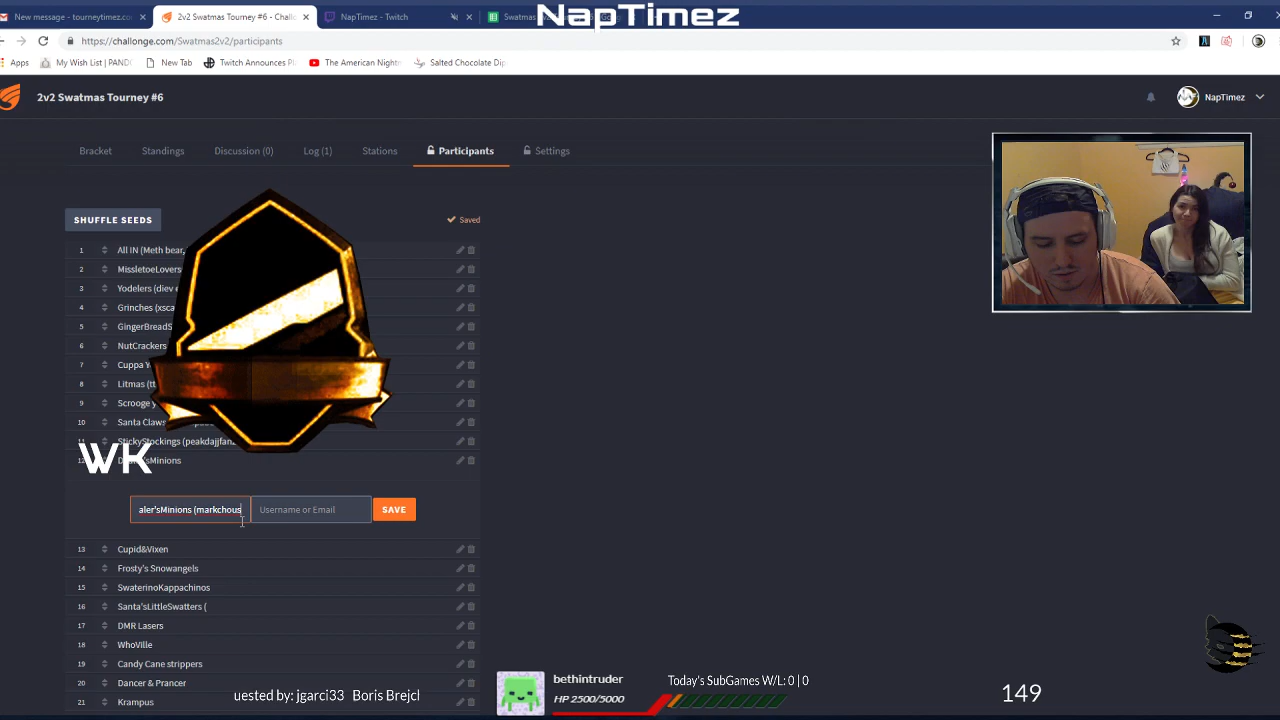 New message - tourneytimez.co
2v2 Swatmas Tourney #6 - Challo
NapTimez - Twitch
NapTimez
https://challonge.com/Swatmas2v2/participants
Apps
My Wish List | PAND
New Tab
Twitch Announces P
The American Night
Salted Chocolate Dip
2v2 Swatmas Tourney #6
NapTimez
Bracket
Standings
Discussion (0)
Log (1)
Stations
Participants
Settings
SHUFFLE SEEDS
Saved
1 All IN (Meth bear,
2 MissletoeLovers
3 Yodelers (diev
4 Grinches (xsca
5 GingerBreadS
6 NutCrackers
7 Cuppa Y
8 Litmas (tt
9 Scrooge y
10 Santa Claws
11 StickyStockings (peakdajjfan
12 sMinions
WK
aler'sMinions (markchous
Username or Email
SAVE
13 Cupid&Vixen
14 Frosty's Snowangels
15 SwaterinoKappachinos
16 Santa'sLittleSwatters (
17 DMR Lasers
18 WhoVille
19 Candy Cane strippers
20 Dancer & Prancer
21 Krampus
uested by: jgarci33 Boris Brejcl
bethintruder
HP 2500/5000
Today's SubGames W/L: 0 | 0
149